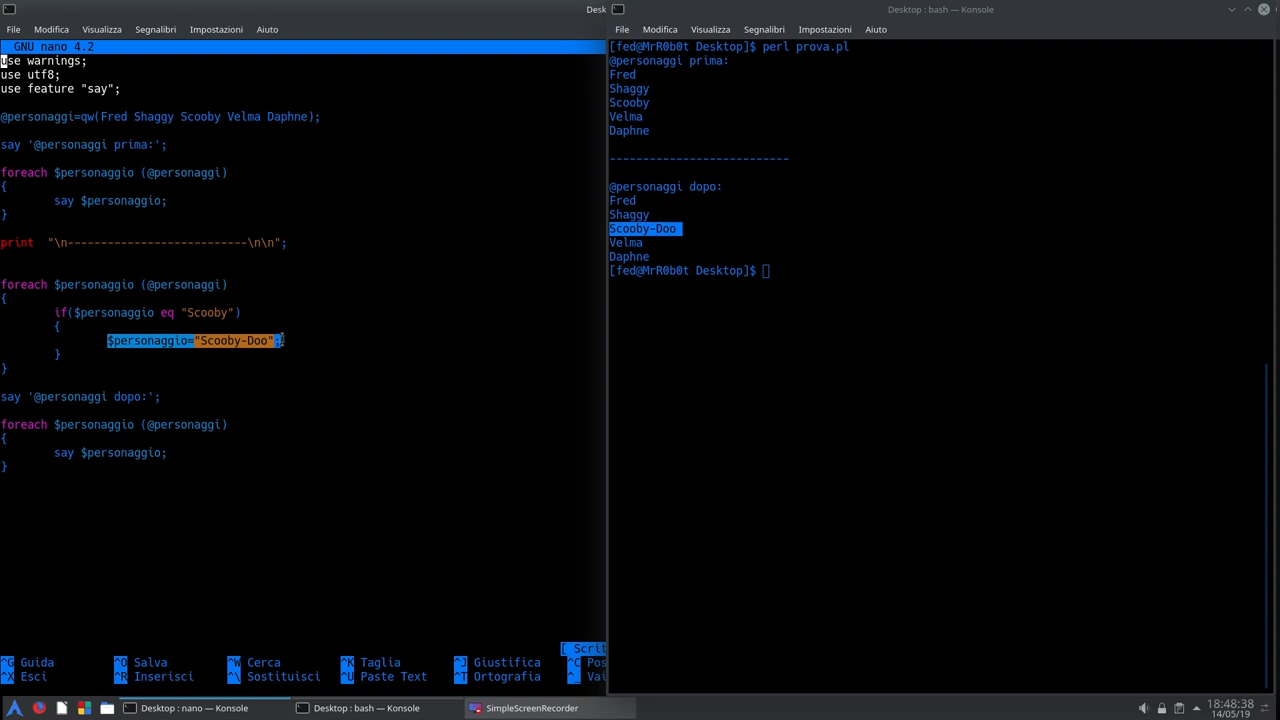 Desk
Desktop : bash — Konsole
File Modifica Visualizza Segnalibri Impostazioni Aiuto
File Modifica Visualizza Segnalibri Impostazioni Aiuto
GNU nano 4.2
use warnings;
use utf8;
use feature "say";
@personaggi=qw(Fred Shaggy Scooby Velma Daphne);
say '@personaggi prima:';
foreach $personaggio (@personaggi)
{
say $personaggio;
}
print "\n---------------------------\n\n";
foreach $personaggio (@personaggi)
{
if($personaggio eq "Scooby")
{
$personaggio="Scooby-Doo";
}
}
say '@personaggi dopo:';
foreach $personaggio (@personaggi)
{
say $personaggio;
}
[ Scrit
^G Guida ^O Salva ^W Cerca ^K Taglia ^J Giustifica ^C Pos
^X Esci ^R Inserisci ^\ Sostituisci ^U Paste Text ^T Ortografia ^_ Vai
[fed@MrR0b0t Desktop]$ perl prova.pl
@personaggi prima:
Fred
Shaggy
Scooby
Velma
Daphne
---------------------------
@personaggi dopo:
Fred
Shaggy
Scooby-Doo
Velma
Daphne
[fed@MrR0b0t Desktop]$
Desktop : nano — Konsole
Desktop : bash — Konsole
SimpleScreenRecorder
18:48:38
14/05/19